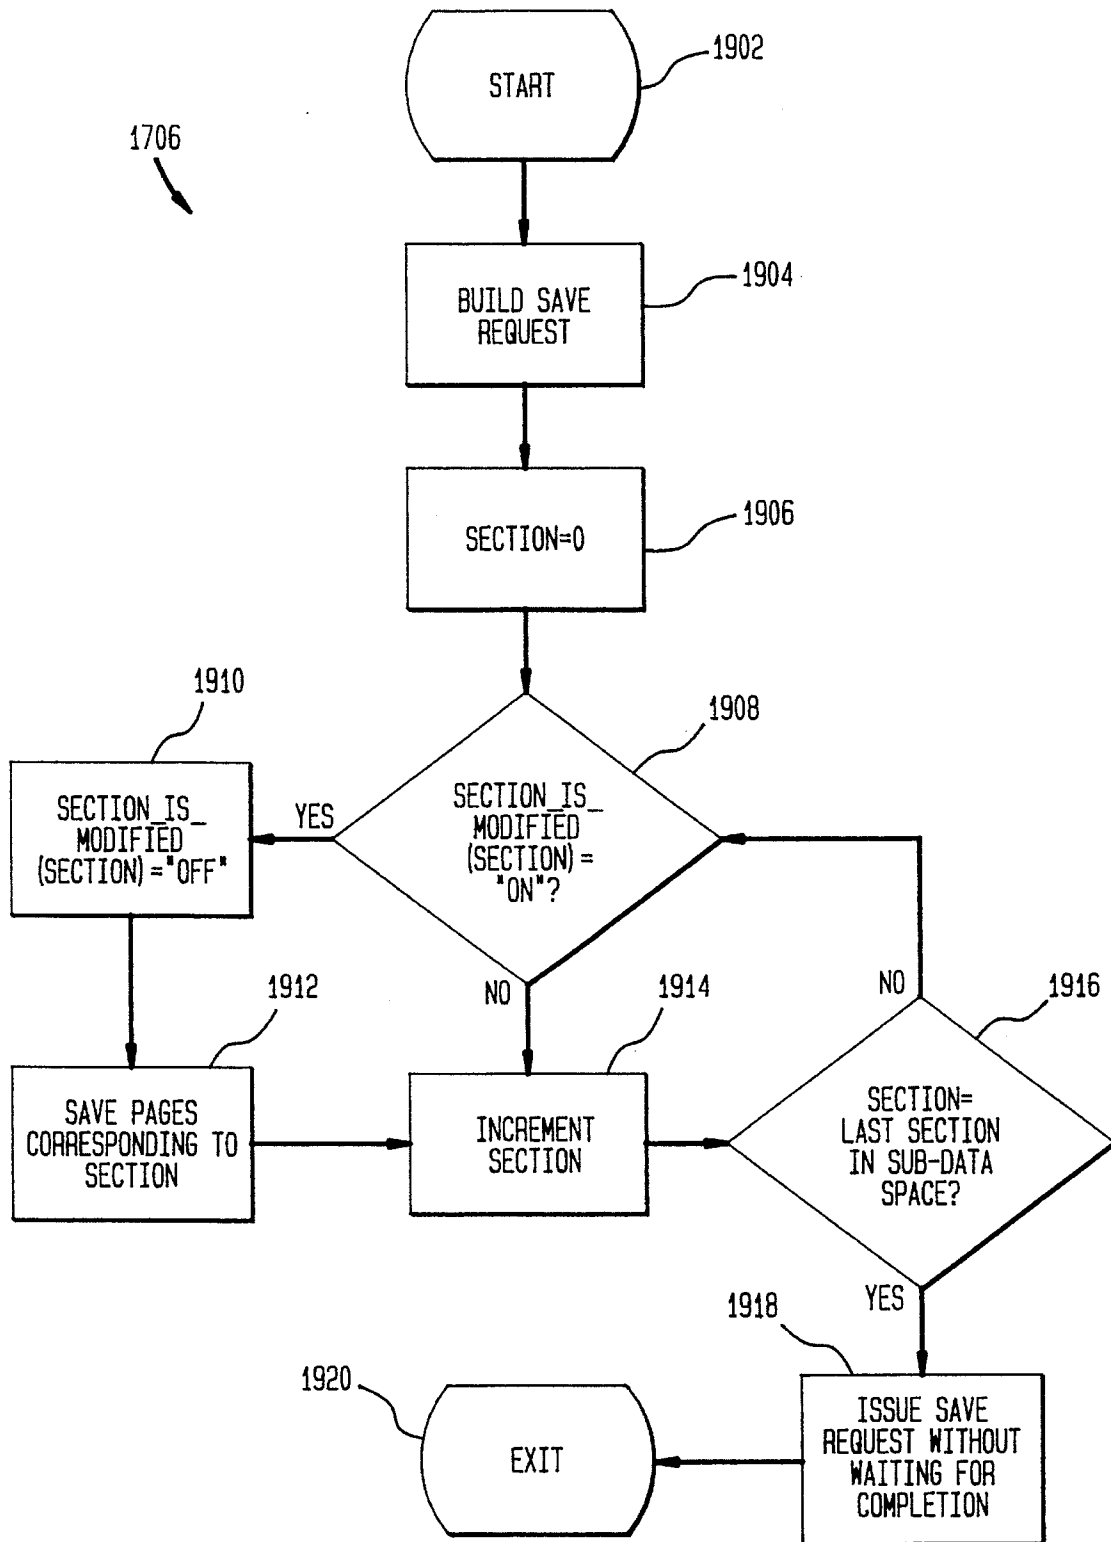 START
1902
1706
BUILD SAVE
REQUEST
1904
SECTION=0
1906
1910
1908
SECTION_IS_
MODIFIED
(SECTION)="OFF"
YES
SECTION_IS_
MODIFIED
(SECTION)=
"ON"?
NO
1912
1914
NO
1916
SAVE PAGES
CORRESPONDING TO
SECTION
INCREMENT
SECTION
SECTION=
LAST SECTION
IN SUB-DATA
SPACE?
YES
1918
1920
EXIT
ISSUE SAVE
REQUEST WITHOUT
WAITING FOR
COMPLETION